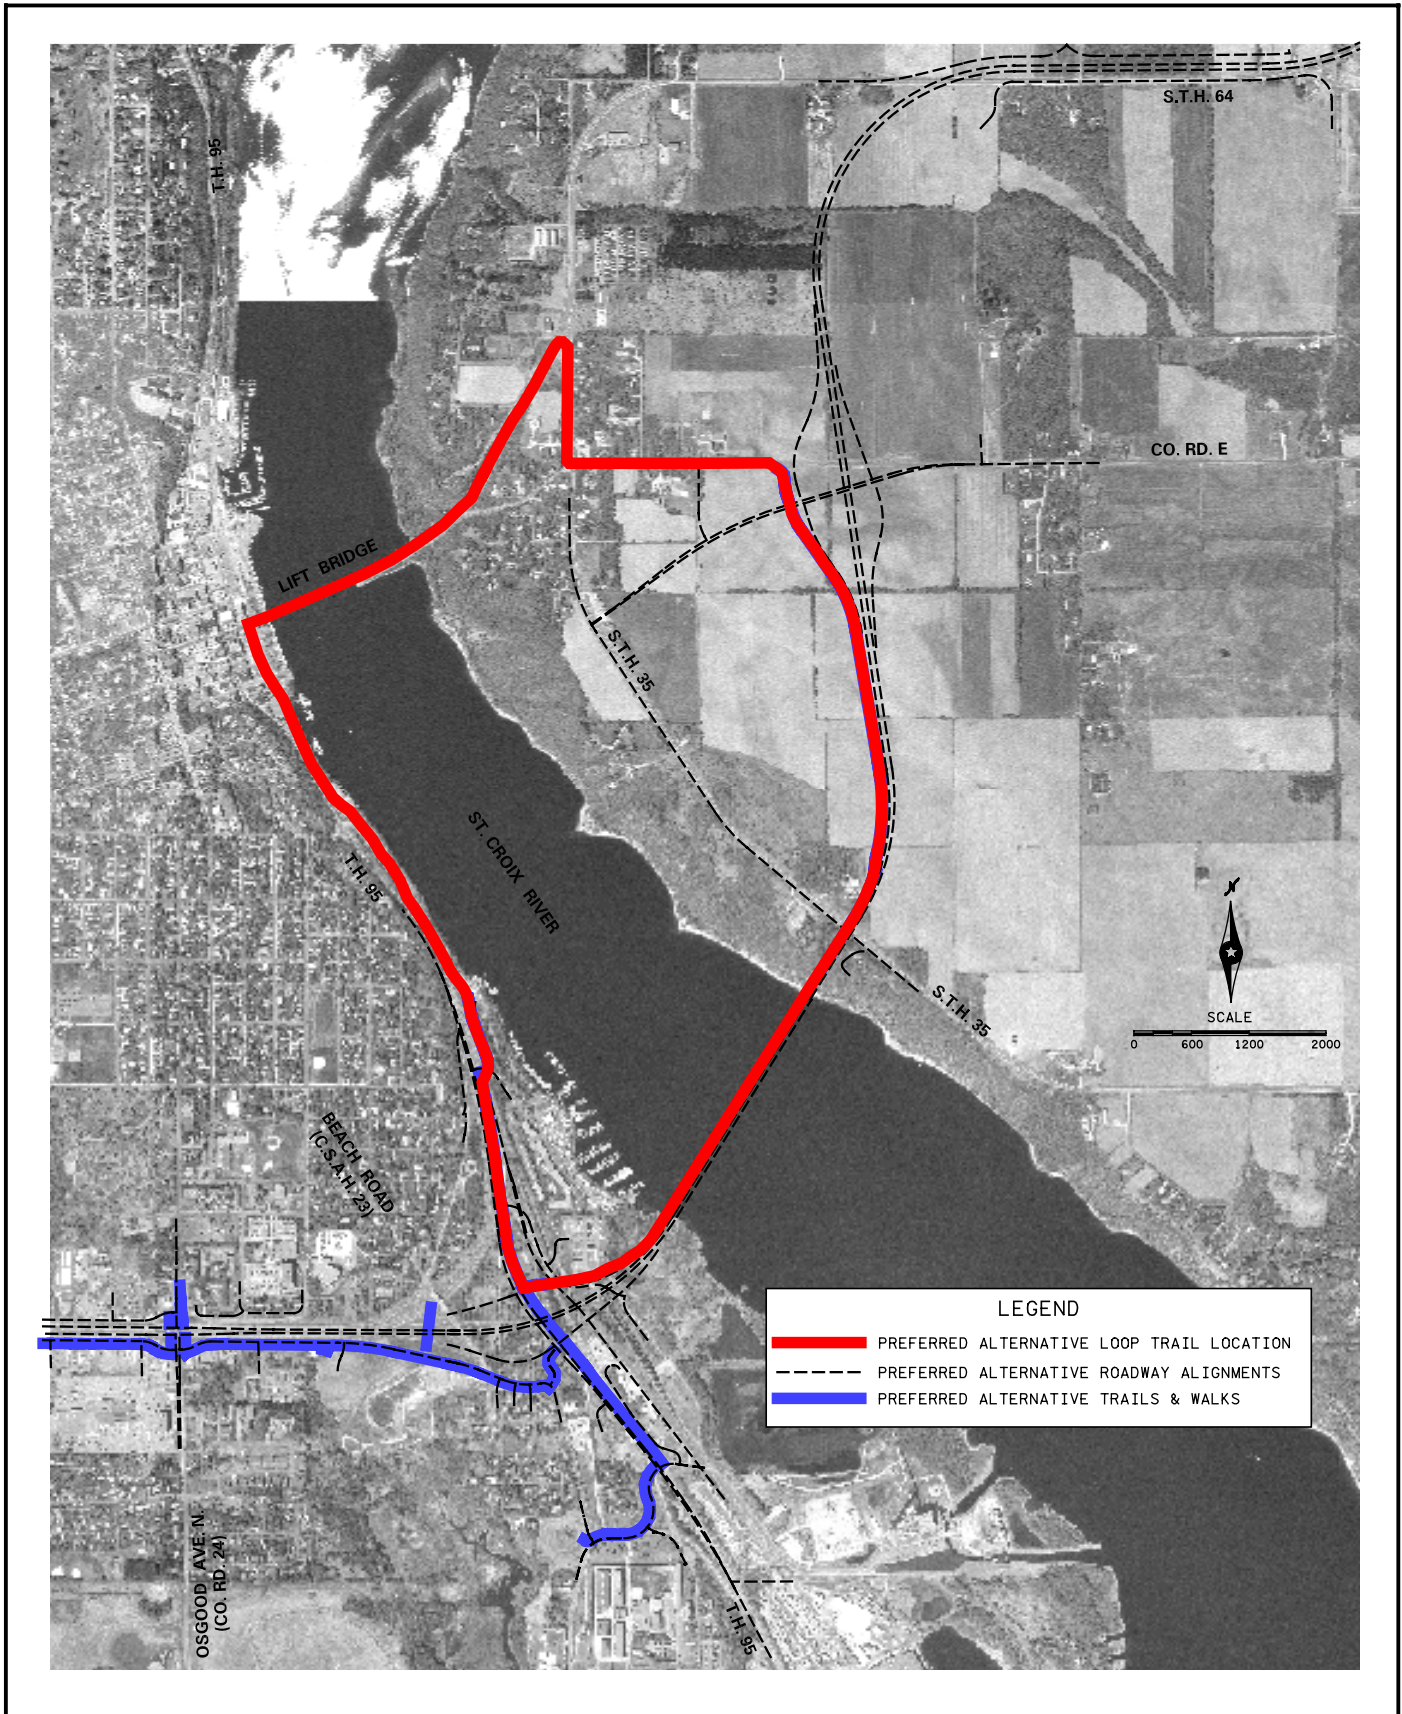 S.T.H. 64
T.H. 95
CO. RD. E
LIFT BRIDGE
S.T.H. 35
ST. CROIX RIVER
T.H. 95
N
S.T.H. 35
SCALE
0 600 1200 2000
BEACH ROAD
(C.S.A.H. 23)
LEGEND
PREFERRED ALTERNATIVE LOOP TRAIL LOCATION
PREFERRED ALTERNATIVE ROADWAY ALIGNMENTS
PREFERRED ALTERNATIVE TRAILS & WALKS
OSGOOD AVE. N.
(CO. RD. 24)
T.H. 95